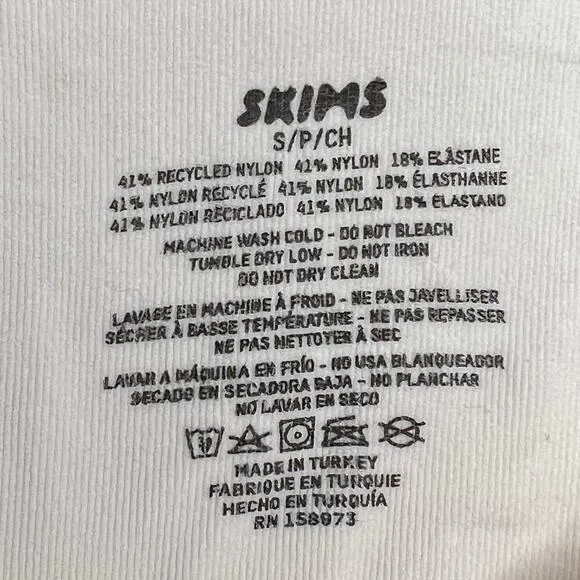 SKIMS
S/P/CH
41% RECYCLED NYLON 41% NYLON 18% ELASTANE
41% NYLON RECYCLÉ 41% NYLON 18% ÉLASTHANNE
41% NYLON RECICLADO 41% NYLON 18% ELASTANO
MACHINE WASH COLD - DO NOT BLEACH
TUMBLE DRY LOW - DO NOT IRON
DO NOT DRY CLEAN
LAVAGE EN MACHINE À FROID - NE PAS JAVELLISER
SÉCHER À BASSE TEMPÉRATURE - NE PAS REPASSER
NE PAS NETTOYER À SEC
LAVAR A MÁQUINA EN FRÍO - NO USA BLANQUEADOR
SECADO EN SECADORA BAJA - NO PLANCHAR
NO LAVAR EN SECO
30
MADE IN TURKEY
FABRIQUE EN TURQUIE
HECHO EN TURQUÍA
RN 158973